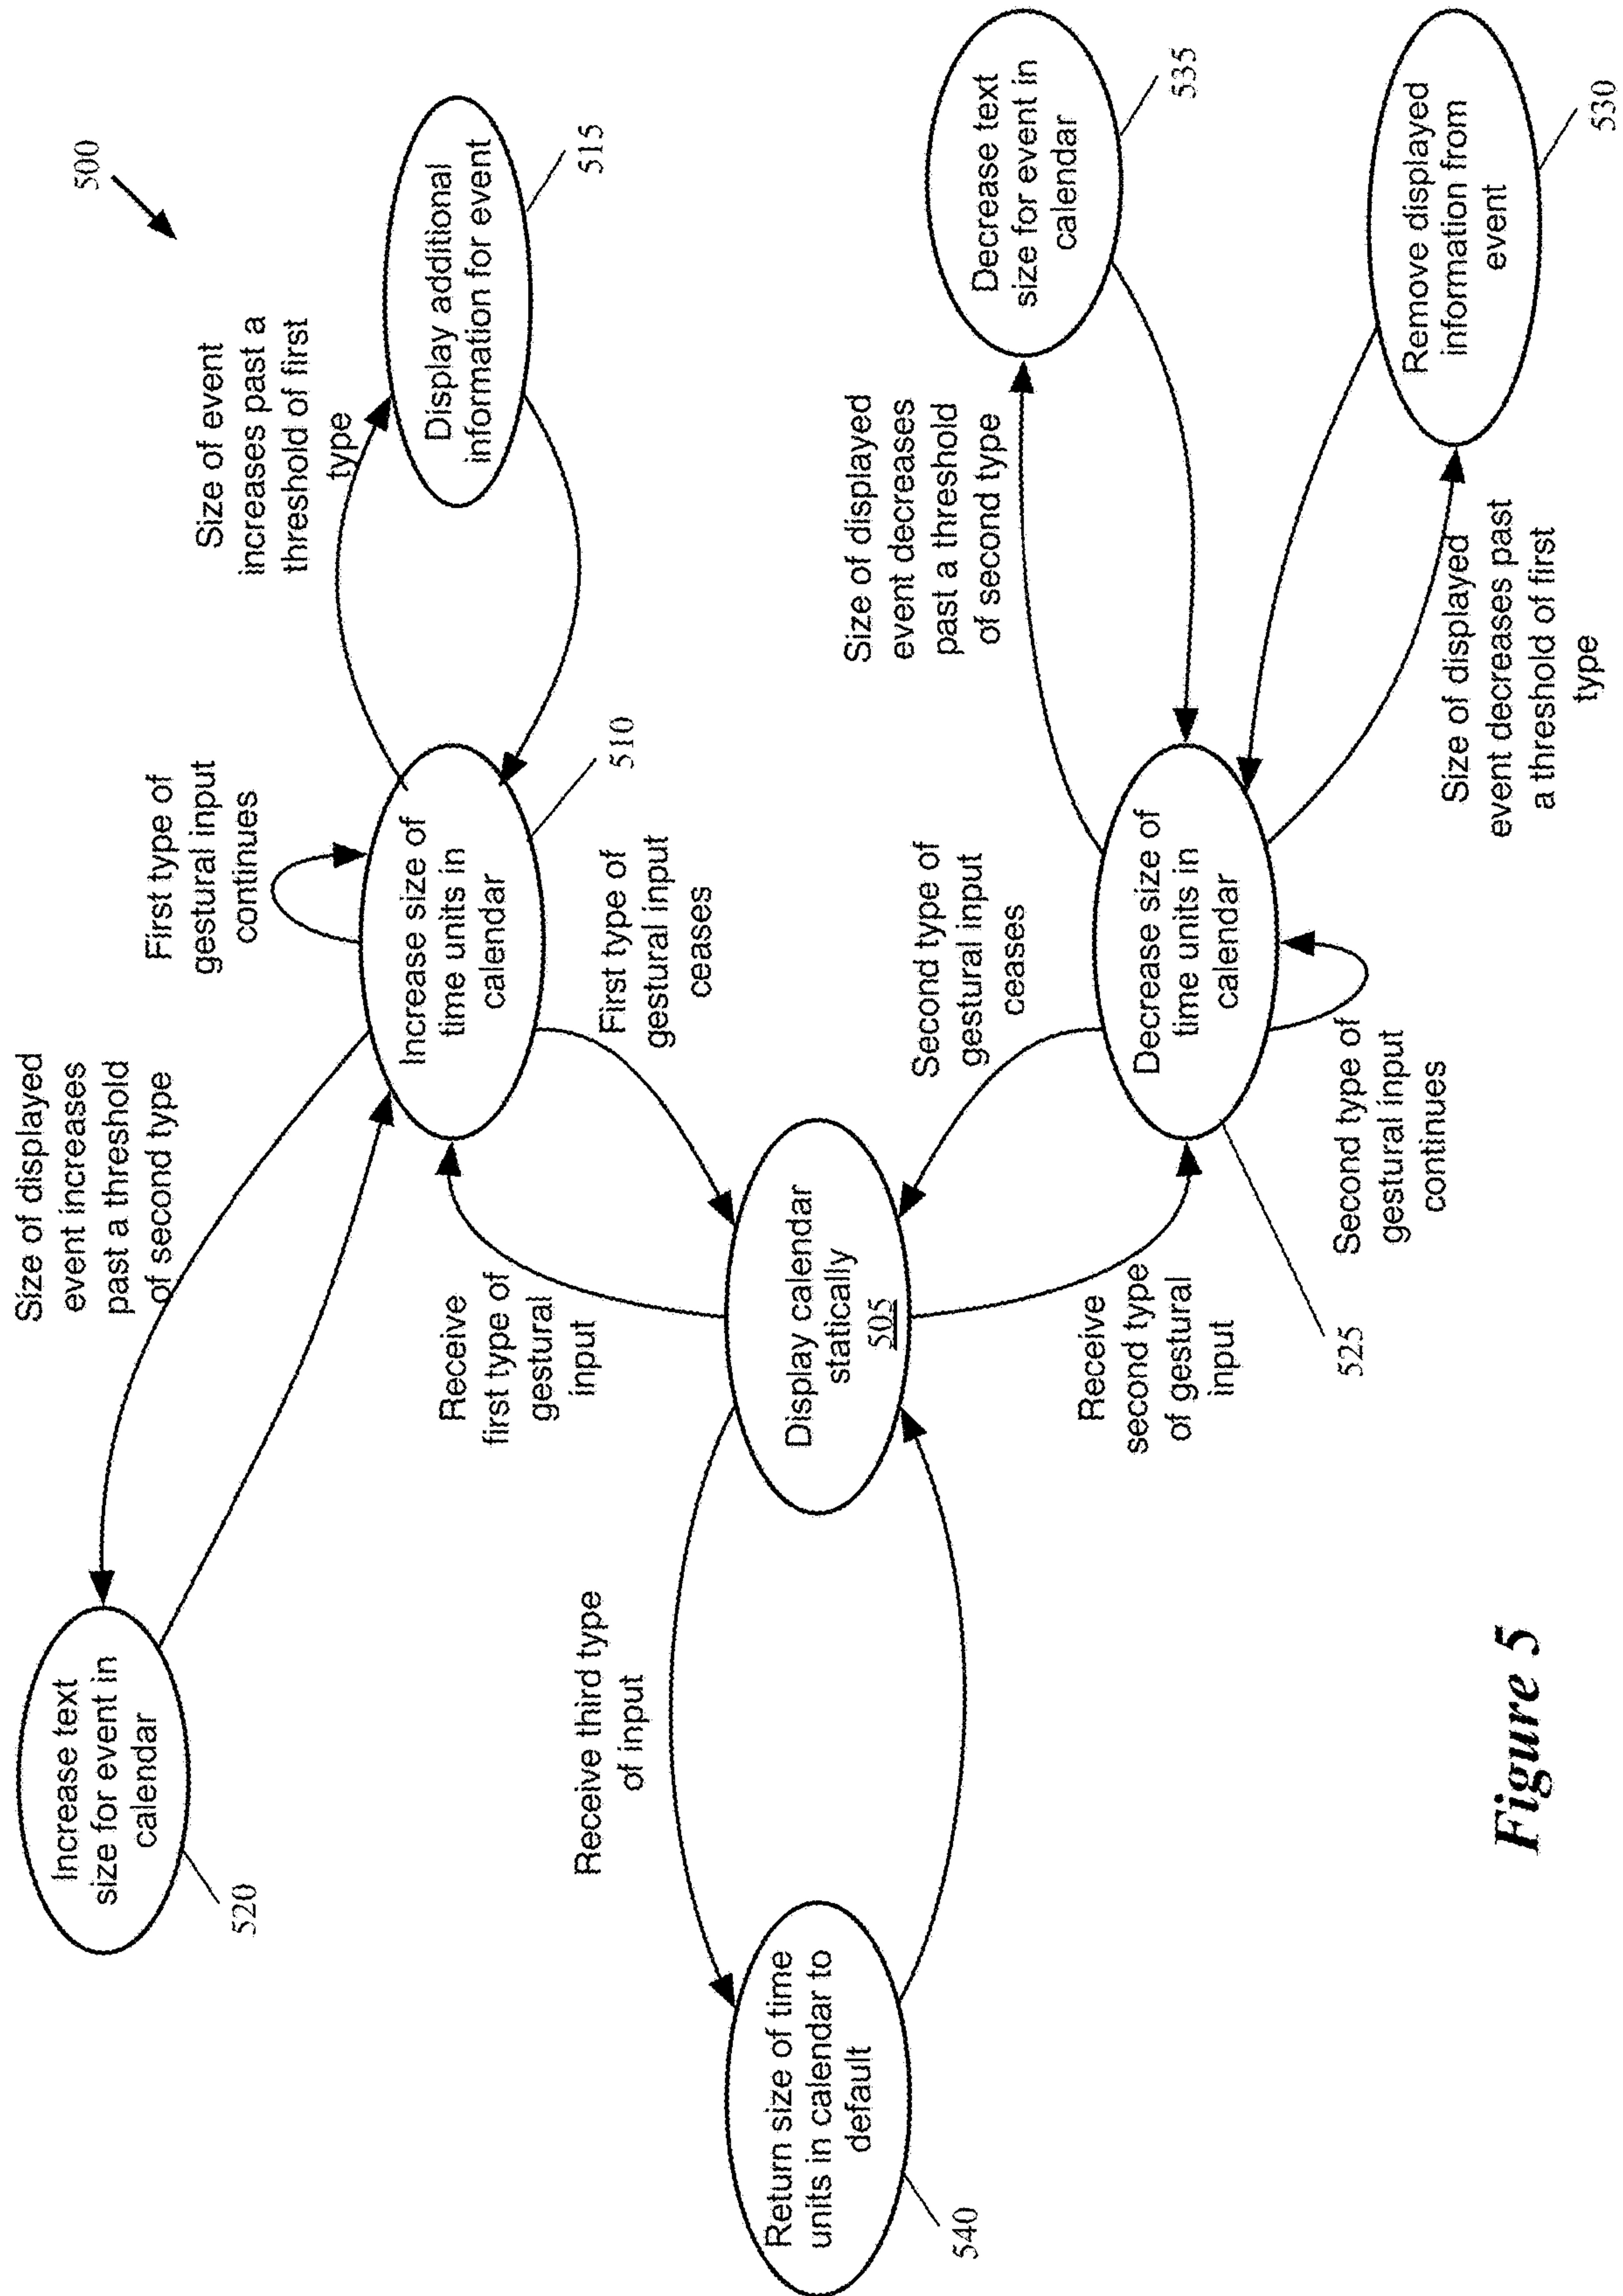 500
Size of event
increases past a
threshold of first
type
Display additional
information for event
515
First type of
gestural input
continues
Increase size of
time units in
calendar
510
First type of
gestural input
ceases
Size of displayed
event increases
past a threshold
of second type
Increase text
size for event in
calendar
520
Receive
first type of
gestural
input
Display calendar
statically
505
Receive third type
of input
Return size of time
units in calendar to
default
540
Receive
second type
of gestural
input
Second type of
gestural input
ceases
Decrease size of
time units in
calendar
525
Second type of
gestural input
continues
Size of displayed
event decreases
past a threshold
of second type
Decrease text
size for event in
calendar
535
Size of displayed
event decreases past
a threshold of first
type
Remove displayed
information from
event
530
Figure 5